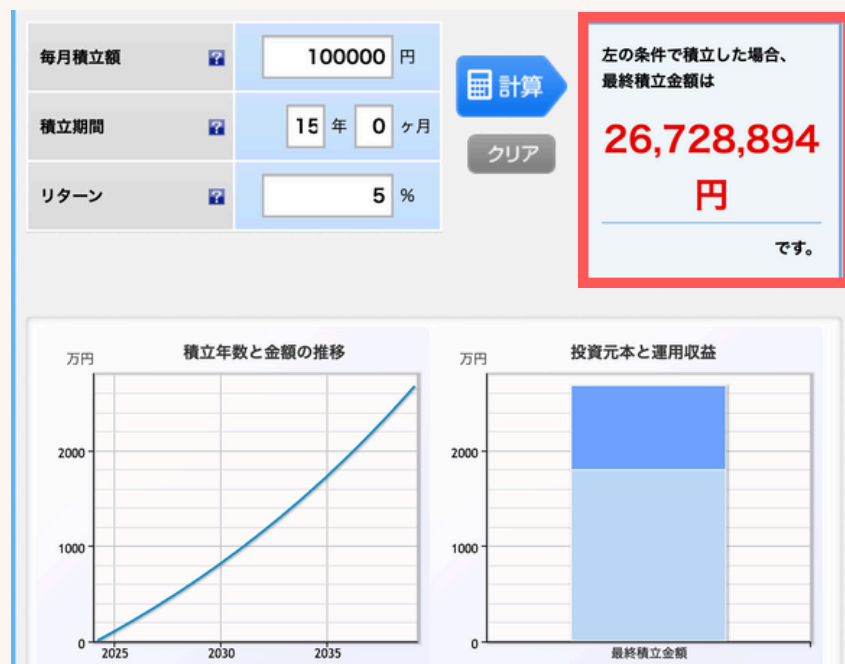 毎月積立額 ? 100000 円
積立期間 ? 15 年 0 ヶ月
リターン ? 5 %
計算
クリア
左の条件で積立した場合、
最終積立金額は
26,728,894
円
です。
積立年数と金額の推移
万円
2000
1000
0
2025 2030 2035
投資元本と運用収益
万円
2000
1000
0
最終積立金額